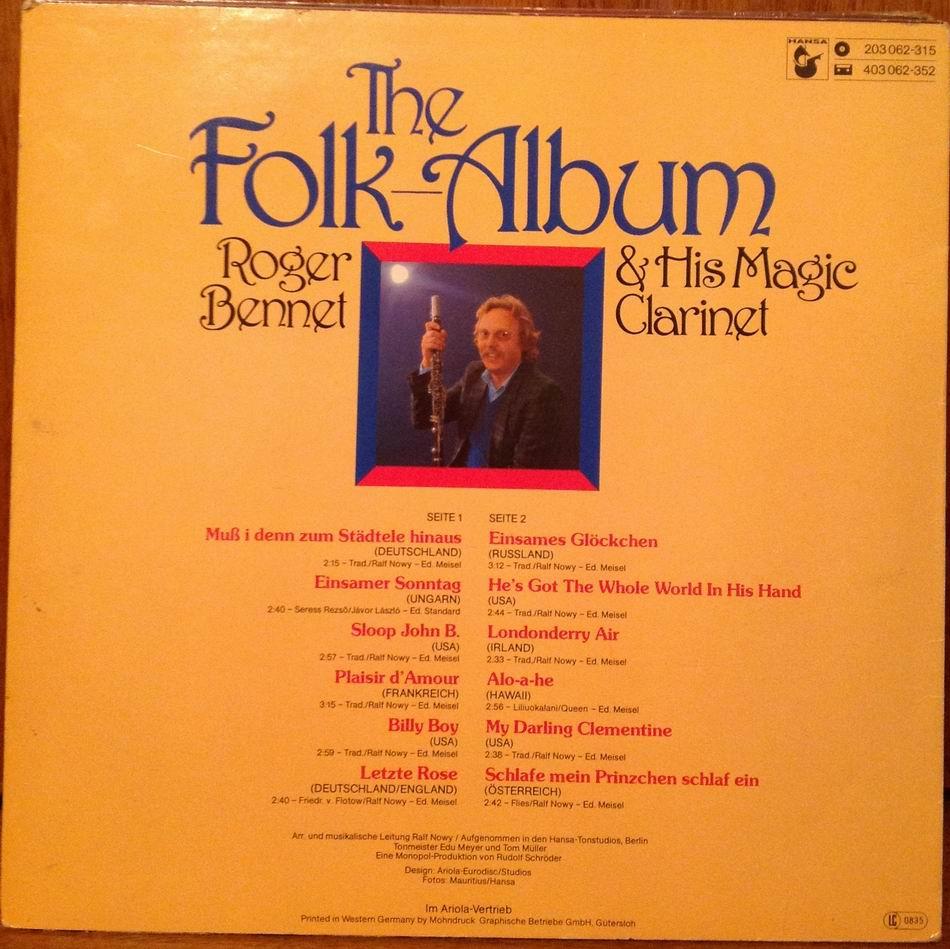 HANSA
203 062-315
403 062-352
The
Folk-Album
Roger
Bennet
& His Magic
Clarinet
SEITE 1
Muß i denn zum Städtele hinaus
(DEUTSCHLAND)
2:15 – Trad./Ralf Nowy – Ed. Meisel
Einsamer Sonntag
(UNGARN)
2:40 – Seress Rezsö/Jávor László – Ed. Standard
Sloop John B.
(USA)
2:57 – Trad./Ralf Nowy – Ed. Meisel
Plaisir d'Amour
(FRANKREICH)
3:15 – Trad./Ralf Nowy – Ed. Meisel
Billy Boy
(USA)
2:59 – Trad./Ralf Nowy – Ed. Meisel
Letzte Rose
(DEUTSCHLAND/ENGLAND)
2:40 – Friedr. v. Flotow/Ralf Nowy – Ed. Meisel
SEITE 2
Einsames Glöckchen
(RUSSLAND)
3:12 – Trad./Ralf Nowy – Ed. Meisel
He's Got The Whole World In His Hand
(USA)
2:44 – Trad./Ralf Nowy – Ed. Meisel
Londonderry Air
(IRLAND)
2:33 – Trad./Ralf Nowy – Ed. Meisel
Alo-a-he
(HAWAII)
2:56 – Liliuokalani/Queen – Ed. Meisel
My Darling Clementine
(USA)
2:38 – Trad./Ralf Nowy – Ed. Meisel
Schlafe mein Prinzchen schlaf ein
(ÖSTERREICH)
2:42 – Flies/Ralf Nowy – Ed. Meisel
Arr. und musikalische Leitung Ralf Nowy / Aufgenommen in den Hansa-Tonstudios, Berlin
Tonmeister Edu Meyer und Tom Müller
Eine Monopol-Produktion von Rudolf Schröder
Design: Ariola-Eurodisc/Studios
Fotos: Mauritius/Hansa
Im Ariola-Vertrieb
Printed in Western Germany by Mohndruck Graphische Betriebe GmbH, Gütersloh
LC 0835